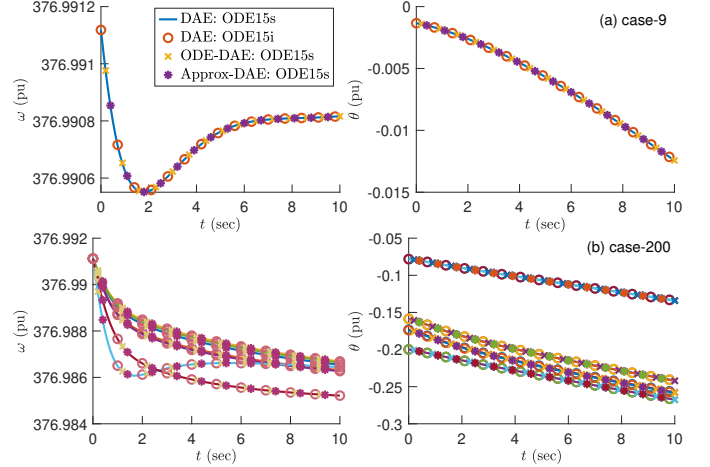 376.9912
376.991
376.9908
376.9906
ω (pu)
0 2 4 6 8 10
t (sec)
DAE: ODE15s
DAE: ODE15i
ODE-DAE: ODE15s
Approx-DAE: ODE15s
0
-0.005
-0.01
-0.015
θ (pu)
0 2 4 6 8 10
t (sec)
(a) case-9
376.992
376.99
376.988
376.986
376.984
ω (pu)
0 2 4 6 8 10
t (sec)
-0.05
-0.1
-0.15
-0.2
-0.25
-0.3
θ (pu)
0 2 4 6 8 10
t (sec)
(b) case-200